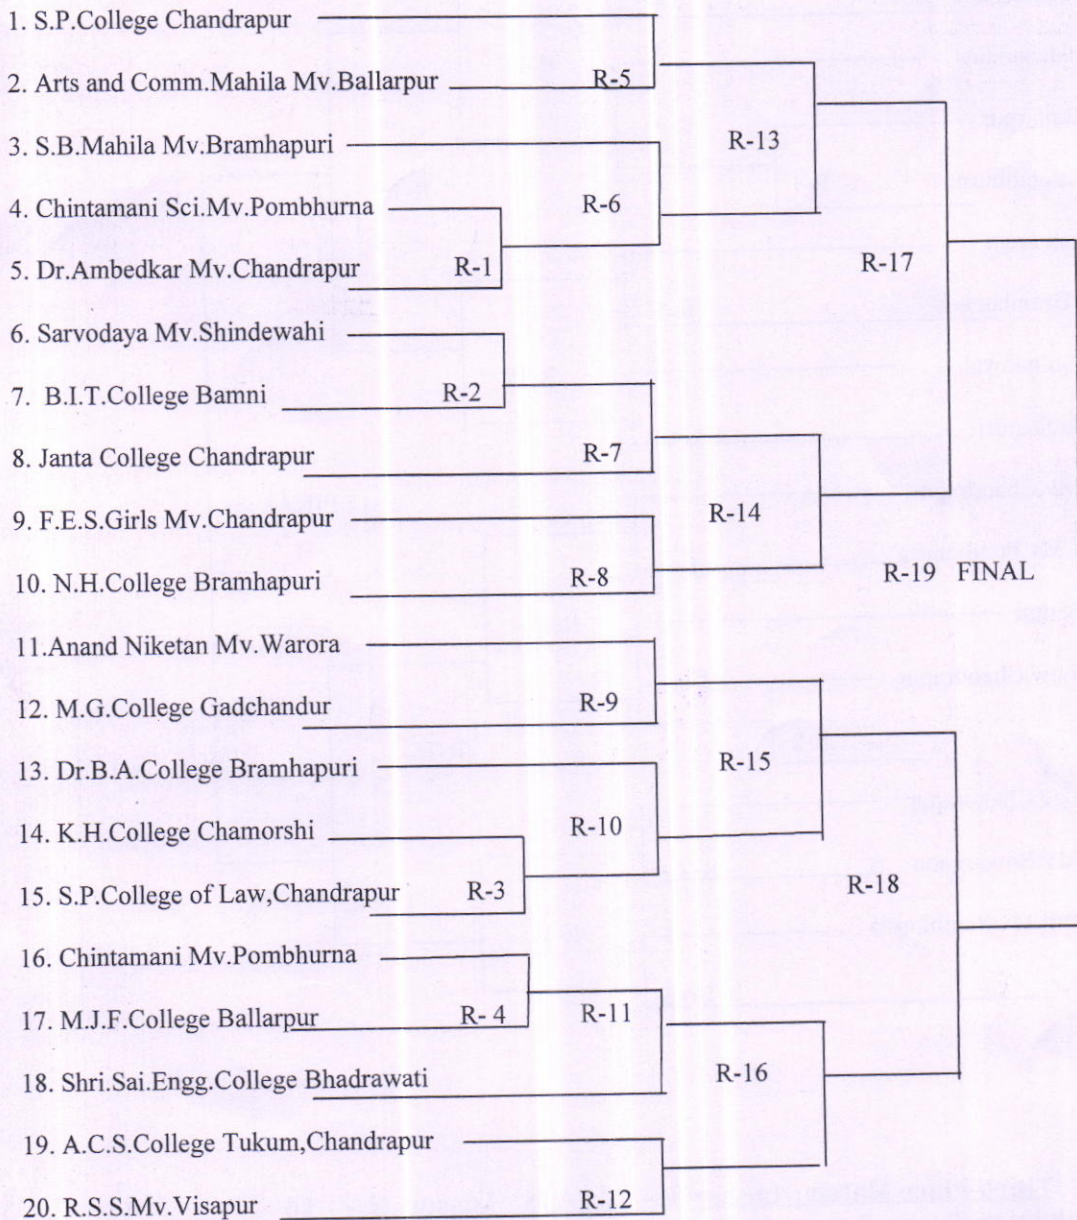 1. S.P.College Chandrapur
2. Arts and Comm.Mahila Mv.Ballarpur
R-5
3. S.B.Mahila Mv.Bramhapuri
R-13
4. Chintamani Sci.Mv.Pombhurna
R-6
5. Dr.Ambedkar Mv.Chandrapur
R-1
R-17
6. Sarvodaya Mv.Shindewahi
7. B.I.T.College Bamni
R-2
8. Janta College Chandrapur
R-7
9. F.E.S.Girls Mv.Chandrapur
R-14
10. N.H.College Bramhapuri
R-8
R-19 FINAL
11.Anand Niketan Mv.Warora
12. M.G.College Gadchandur
R-9
13. Dr.B.A.College Bramhapuri
R-15
14. K.H.College Chamorshi
R-10
15. S.P.College of Law,Chandrapur
R-3
R-18
16. Chintamani Mv.Pombhurna
17. M.J.F.College Ballarpur
R- 4
R-11
18. Shri.Sai.Engg.College Bhadrawati
R-16
19. A.C.S.College Tukum,Chandrapur
20. R.S.S.Mv.Visapur
R-12